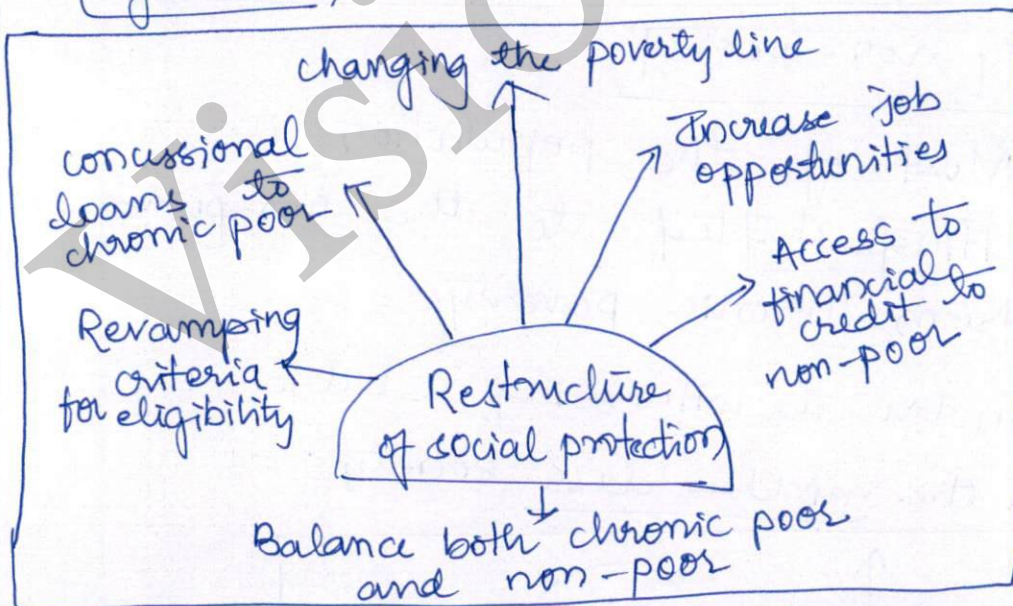 changing the poverty line
Increase job
opportunities
concussional
loans to
chronic poor
Access to
financial
credit to
non-poor
Revamping
criteria
for eligibility
Restructure
of social protection
Balance both chronic poor
and non-poor